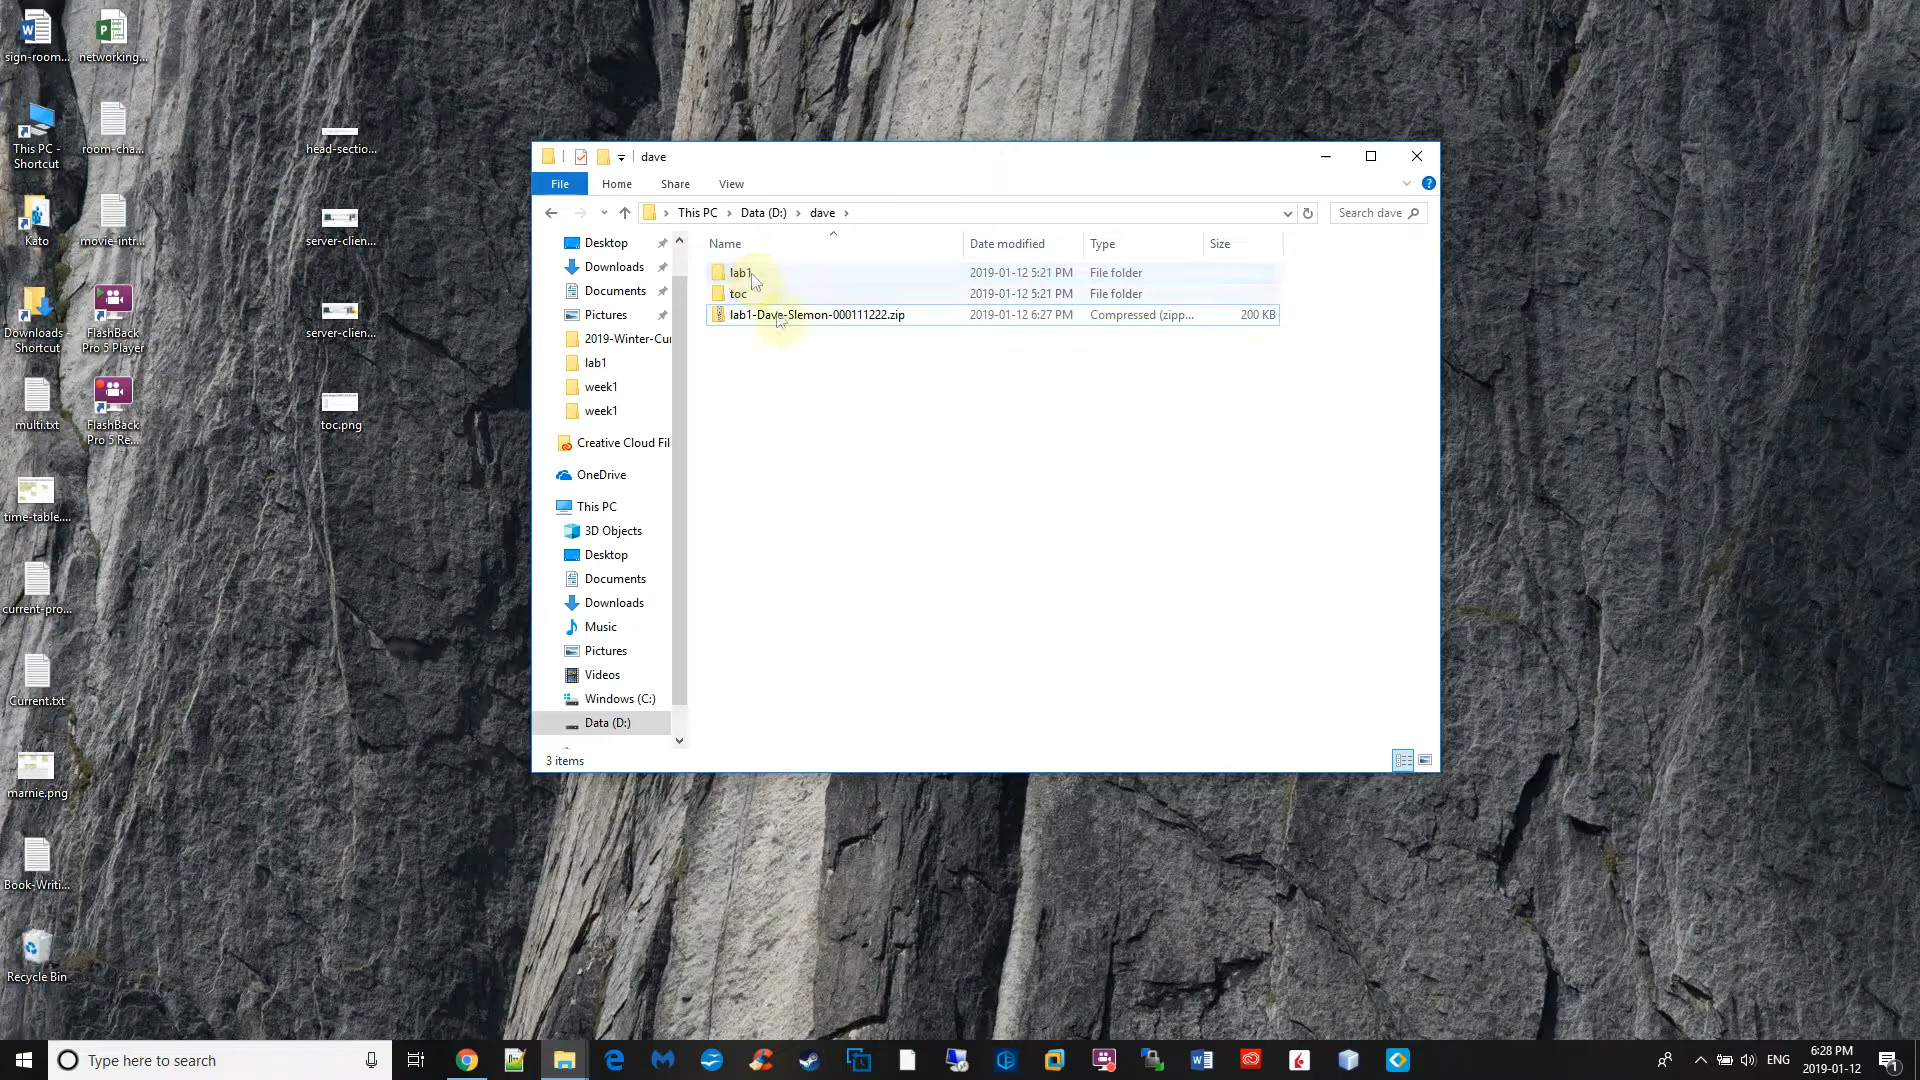 sign-room...
networking...
This PC -
Shortcut
room-cha...
head-sectio...
Kato
movie-intr...
server-clien...
Downloads -
Shortcut
FlashBack
Pro 5 Player
server-clien...
multi.txt
FlashBack
Pro 5 Re...
toc.png
time-table....
current-pro...
Current.txt
marnie.png
Book-Writi...
Recycle Bin
dave
File
Home
Share
View
This PC
Data (D:)
dave
Search dave
Name
Date modified
Type
Size
lab1
2019-01-12 5:21 PM
File folder
toc
2019-01-12 5:21 PM
File folder
lab1-Dave-Slemon-000111222.zip
2019-01-12 6:27 PM
Compressed (zipp...
200 KB
Desktop
Downloads
Documents
Pictures
2019-Winter-Cur
lab1
week1
week1
Creative Cloud Fil
OneDrive
This PC
3D Objects
Desktop
Documents
Downloads
Music
Pictures
Videos
Windows (C:)
Data (D:)
3 items
Type here to search
ENG
6:28 PM
2019-01-12
1